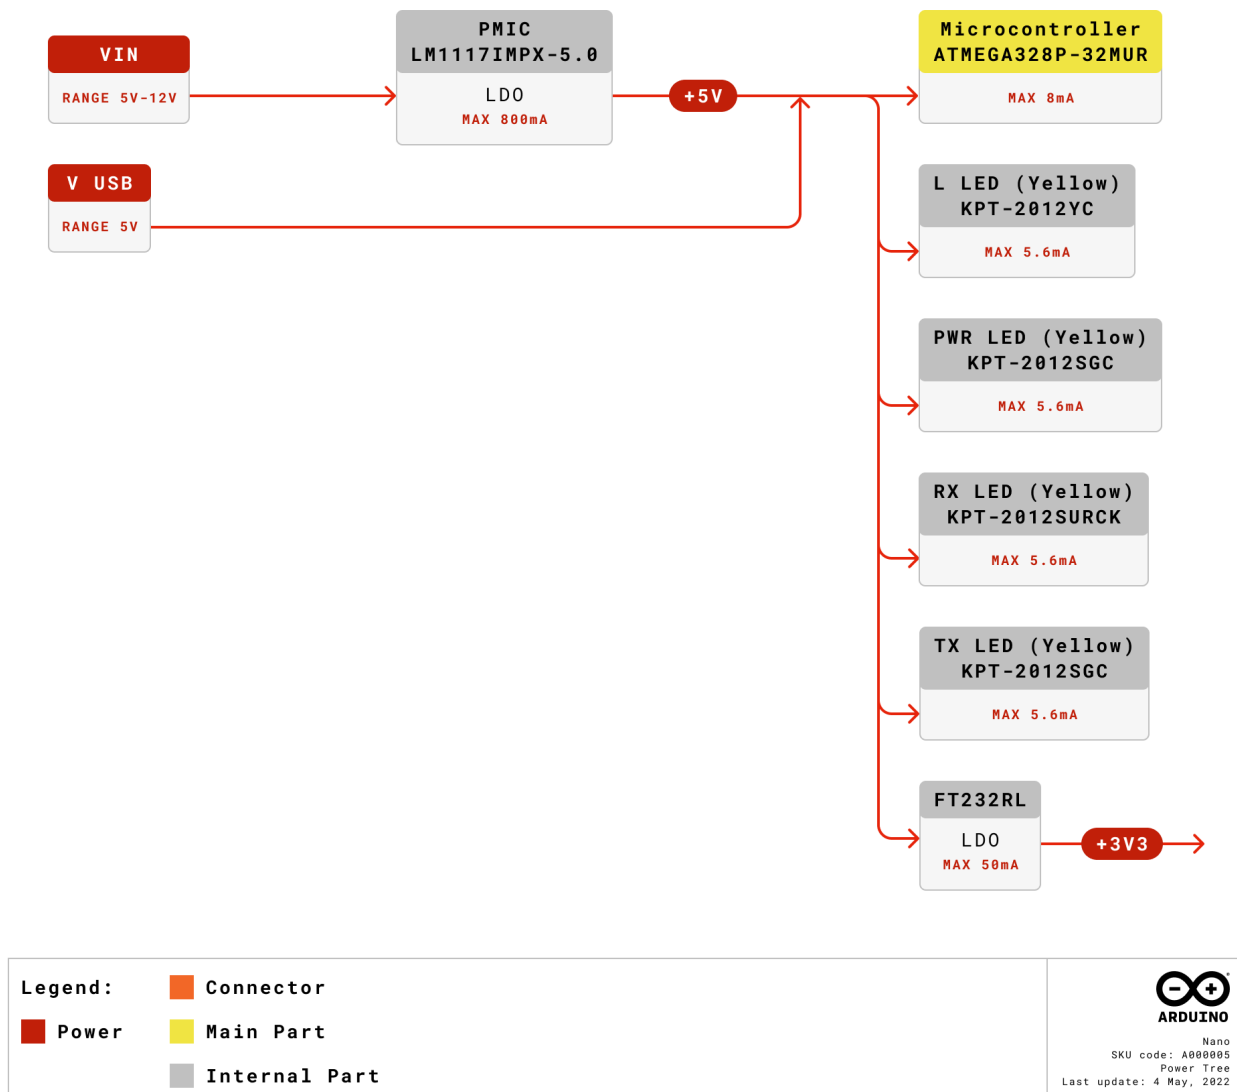 VIN
RANGE 5V-12V
PMIC
LM1117IMPX-5.0
LDO
MAX 800mA
+5V
Microcontroller
ATMEGA328P-32MUR
MAX 8mA
V USB
RANGE 5V
L LED (Yellow)
KPT-2012YC
MAX 5.6mA
PWR LED (Yellow)
KPT-2012SGC
MAX 5.6mA
RX LED (Yellow)
KPT-2012SURCK
MAX 5.6mA
TX LED (Yellow)
KPT-2012SGC
MAX 5.6mA
FT232RL
LDO
MAX 50mA
+3V3
Legend:
Power
Connector
Main Part
Internal Part
ARDUINO
Nano
SKU code: A000005
Power Tree
Last update: 4 May, 2022